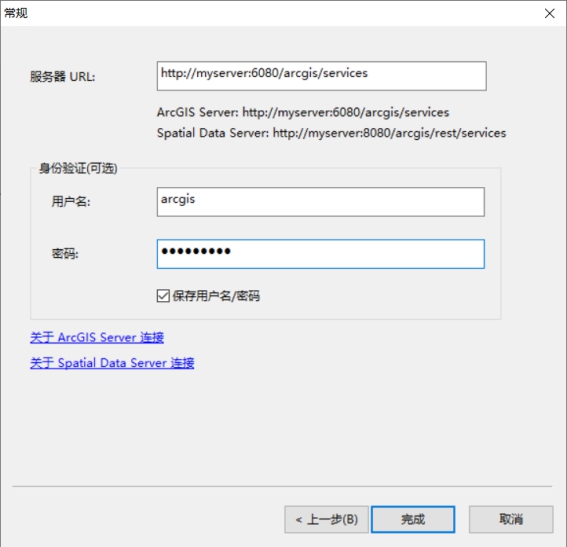 常规
服务器 URL:
http://myserver:6080/arcgis/services
ArcGIS Server: http://myserver:6080/arcgis/services
Spatial Data Server: http://myserver:8080/arcgis/rest/services
身份验证(可选)
用户名:
arcgis
密码:
●●●●●●●●●
保存用户名/密码
关于 ArcGIS Server 连接
关于 Spatial Data Server 连接
< 上一步(B)
完成
取消